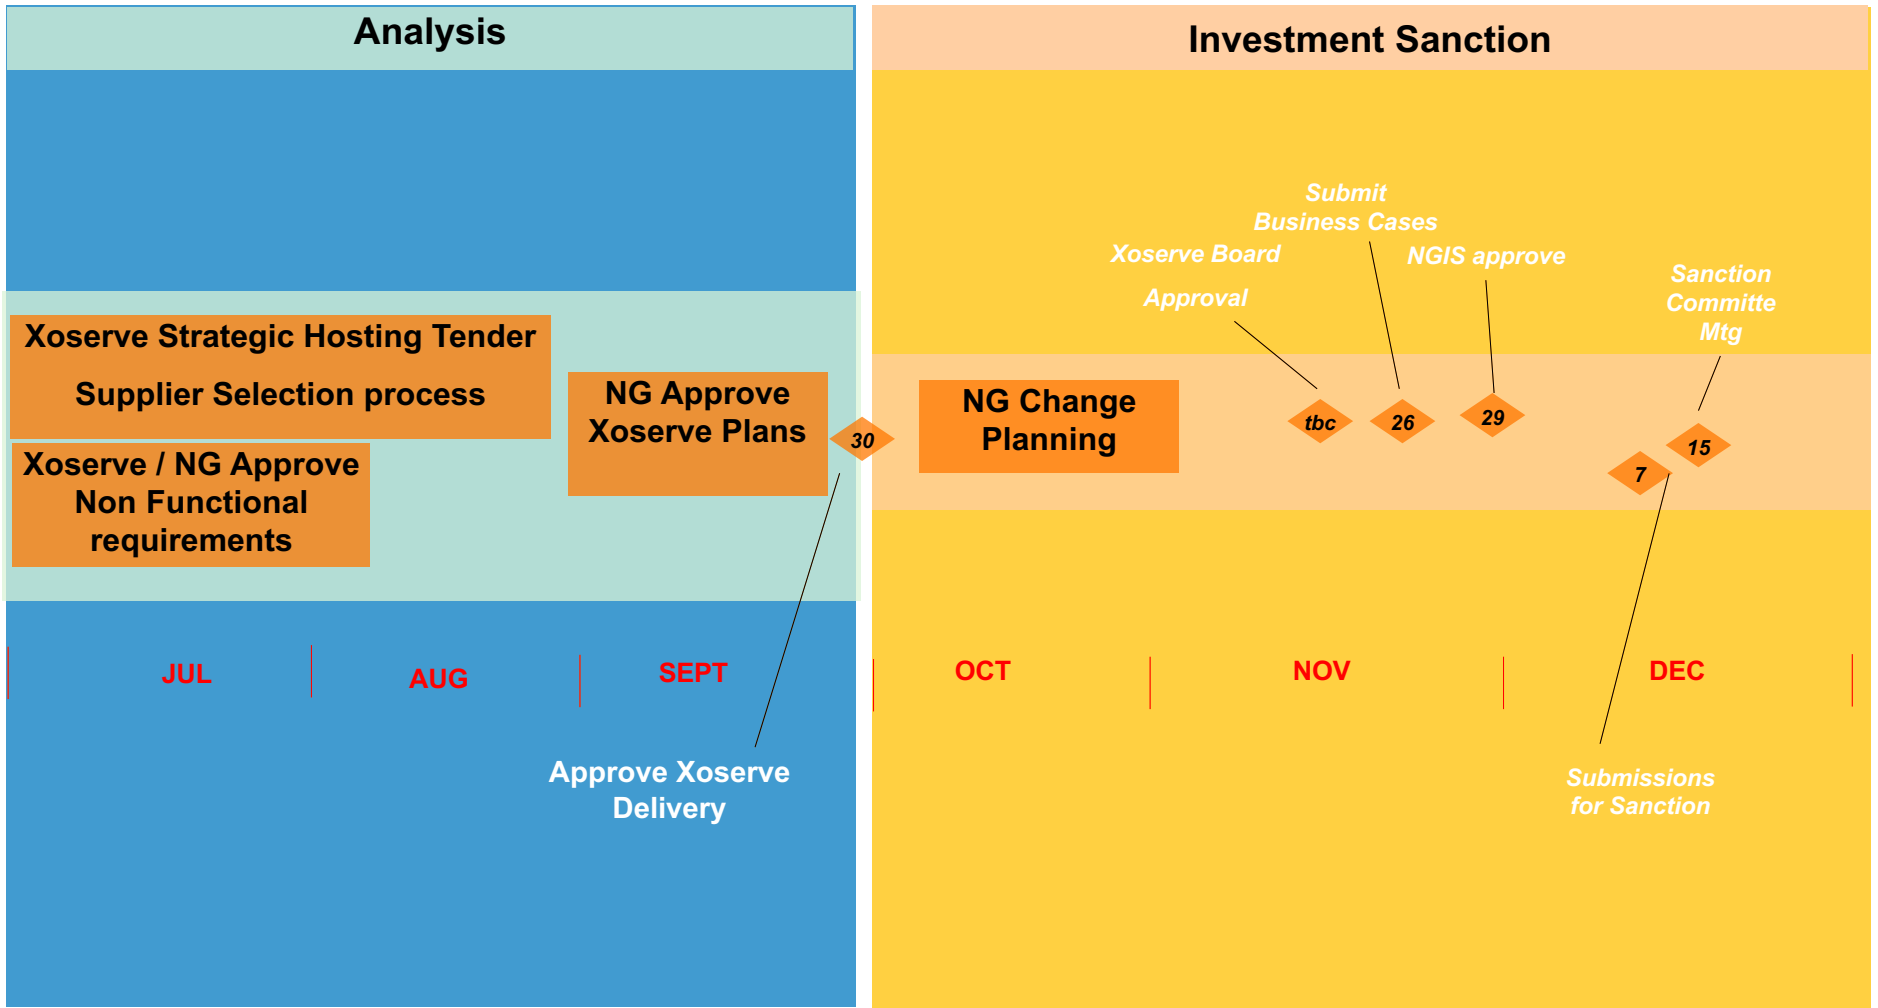 Analysis
Xoserve Strategic Hosting Tender
Supplier Selection process
Xoserve / NG Approve
Non Functional
requirements
NG Approve
Xoserve Plans
30
JUL
AUG
SEPT
Approve Xoserve
Delivery
Investment Sanction
Submit
Business Cases
Xoserve Board
Approval
NGIS approve
Sanction
Committe
Mtg
NG Change
Planning
tbc
26
29
15
7
OCT
NOV
DEC
Submissions
for Sanction